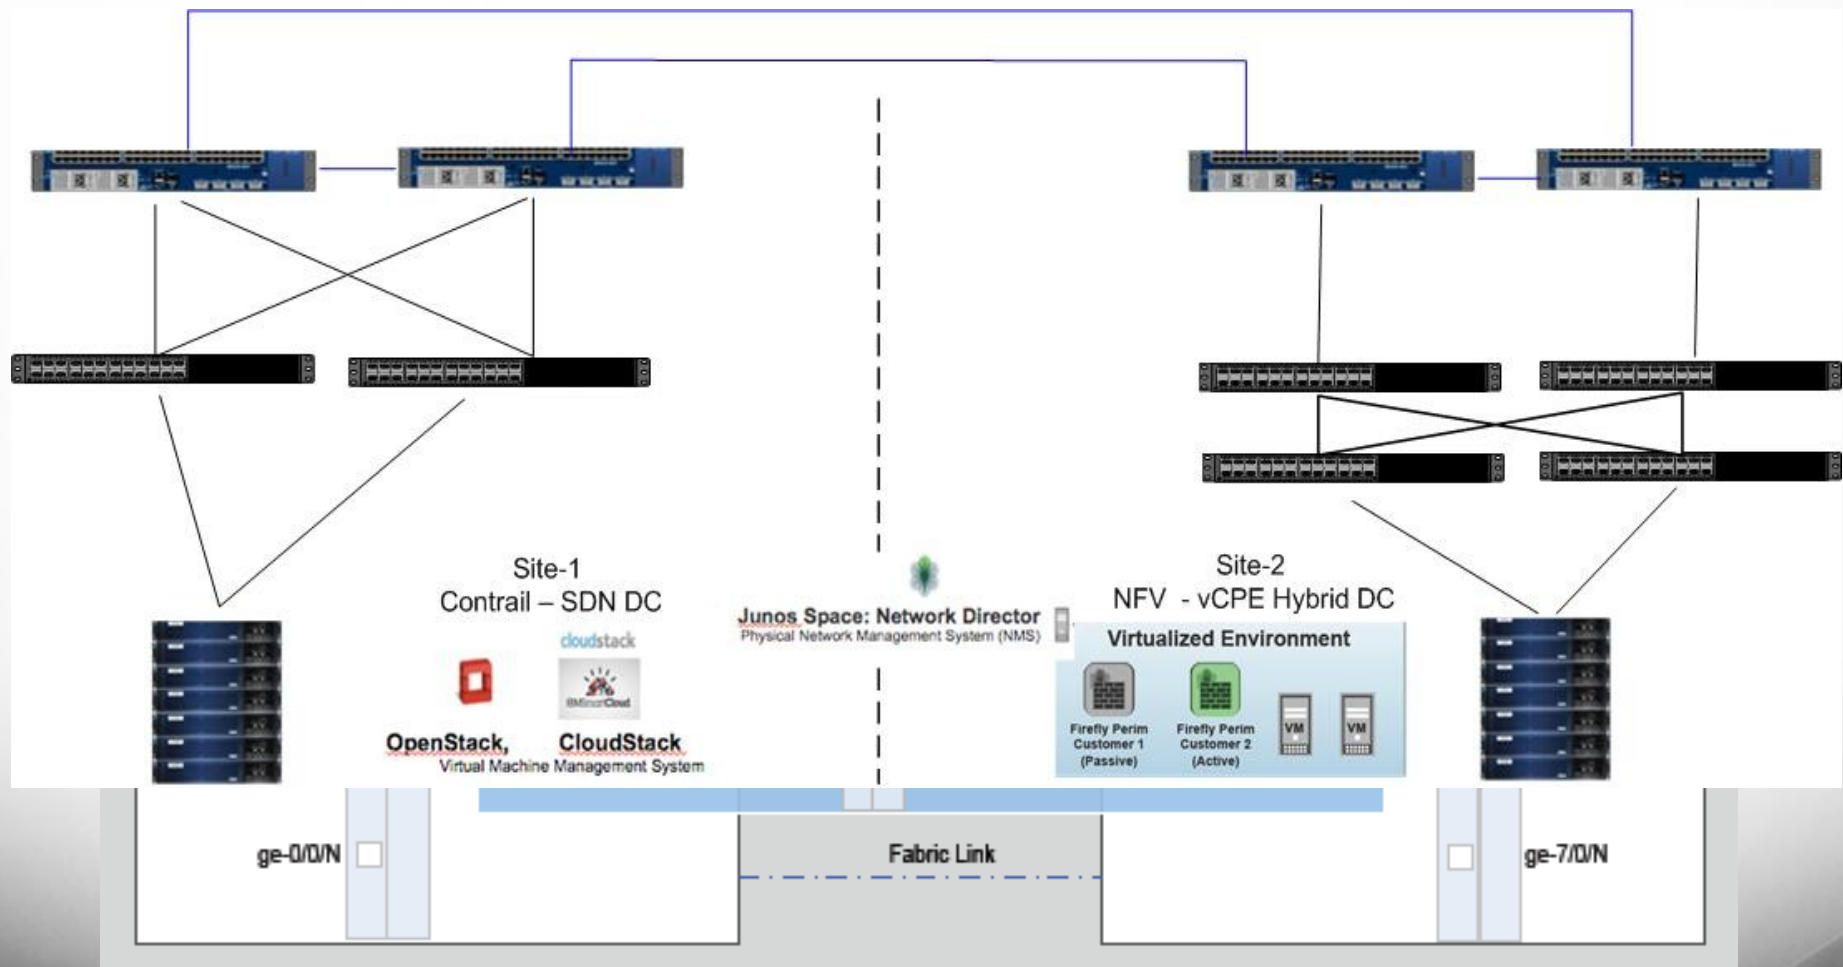 Site-1
Contrail – SDN DC
cloudstack
OpenStack,
CloudStack
Virtual Machine Management System
Junos Space: Network Director
Physical Network Management System (NMS)
Site-2
NFV - vCPE Hybrid DC
Virtualized Environment
Firefly Perim
Customer 1
(Passive)
Firefly Perim
Customer 2
(Active)
VM
VM
ge-0/0/N
Fabric Link
ge-7/0/N